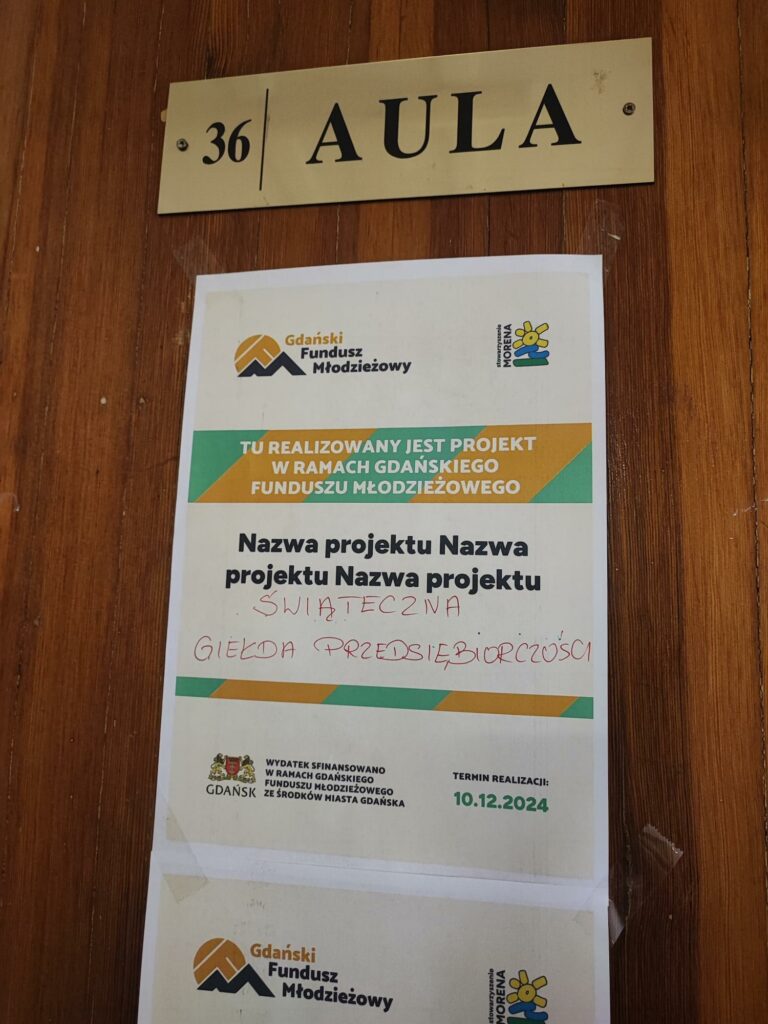 36 AULA
Gdański
Fundusz
Młodzieżowy
stowarzyszenie
MORENA
TU REALIZOWANY JEST PROJEKT
W RAMACH GDAŃSKIEGO
FUNDUSZU MŁODZIEŻOWEGO
Nazwa projektu Nazwa
projektu Nazwa projektu
ŚWIĄTECZNA
GIEŁDA PRZEDSIĘBIORCZOŚCI
GDAŃSK
WYDATEK SFINANSOWANO
W RAMACH GDAŃSKIEGO
FUNDUSZU MŁODZIEŻOWEGO
ZE ŚRODKÓW MIASTA GDAŃSKA
TERMIN REALIZACJI:
10.12.2024
Gdański
Fundusz
Młodzieżowy
stowarzyszenie
MORENA